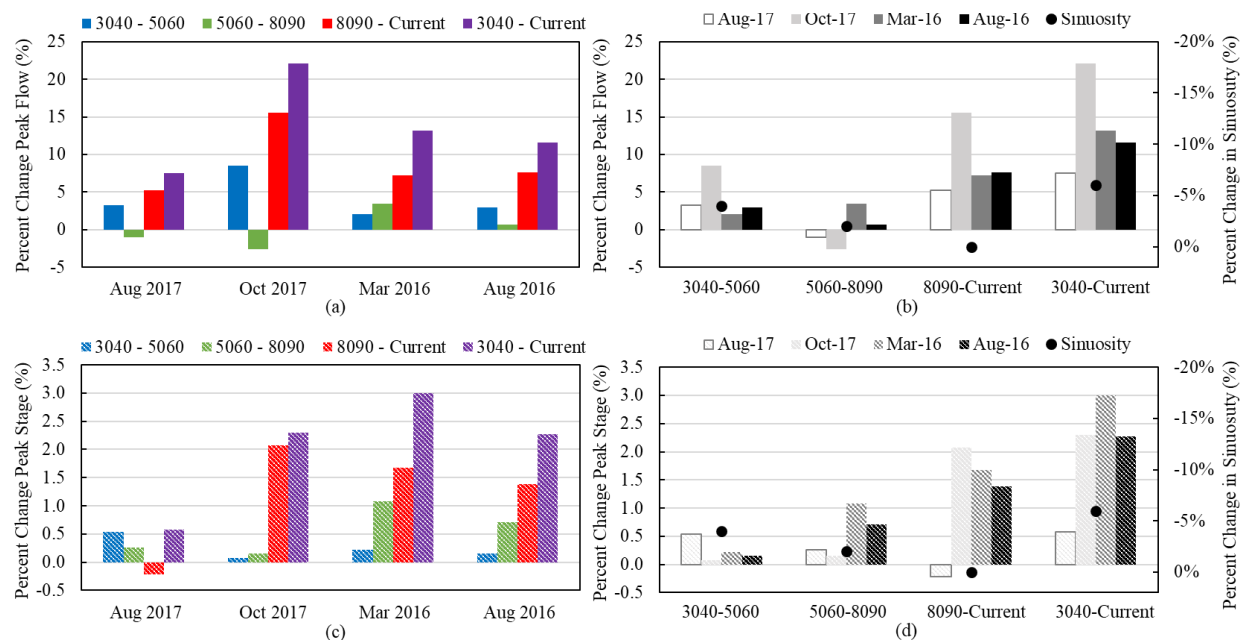 3040 - 5060 5060 - 8090 8090 - Current 3040 - Current
Percent Change Peak Flow (%)
25
20
15
10
5
0
-5
Aug 2017 Oct 2017 Mar 2016 Aug 2016
(a)
Aug-17 Oct-17 Mar-16 Aug-16 Sinuosity
Percent Change Peak Flow (%)
25
20
15
10
5
0
-5
-20%
-15%
-10%
-5%
0%
Percent Change in Sinuosuty (%)
3040-5060 5060-8090 8090-Current 3040-Current
(b)
3040 - 5060 5060 - 8090 8090 - Current 3040 - Current
Percent Change Peak Stage (%)
3.5
3.0
2.5
2.0
1.5
1.0
0.5
0.0
-0.5
Aug 2017 Oct 2017 Mar 2016 Aug 2016
(c)
Aug-17 Oct-17 Mar-16 Aug-16 Sinuosity
Percent Change Peak Stage (%)
3.5
3.0
2.5
2.0
1.5
1.0
0.5
0.0
-0.5
-20%
-15%
-10%
-5%
0%
Percent Change in Sinuosuty (%)
3040-5060 5060-8090 8090-Current 3040-Current
(d)